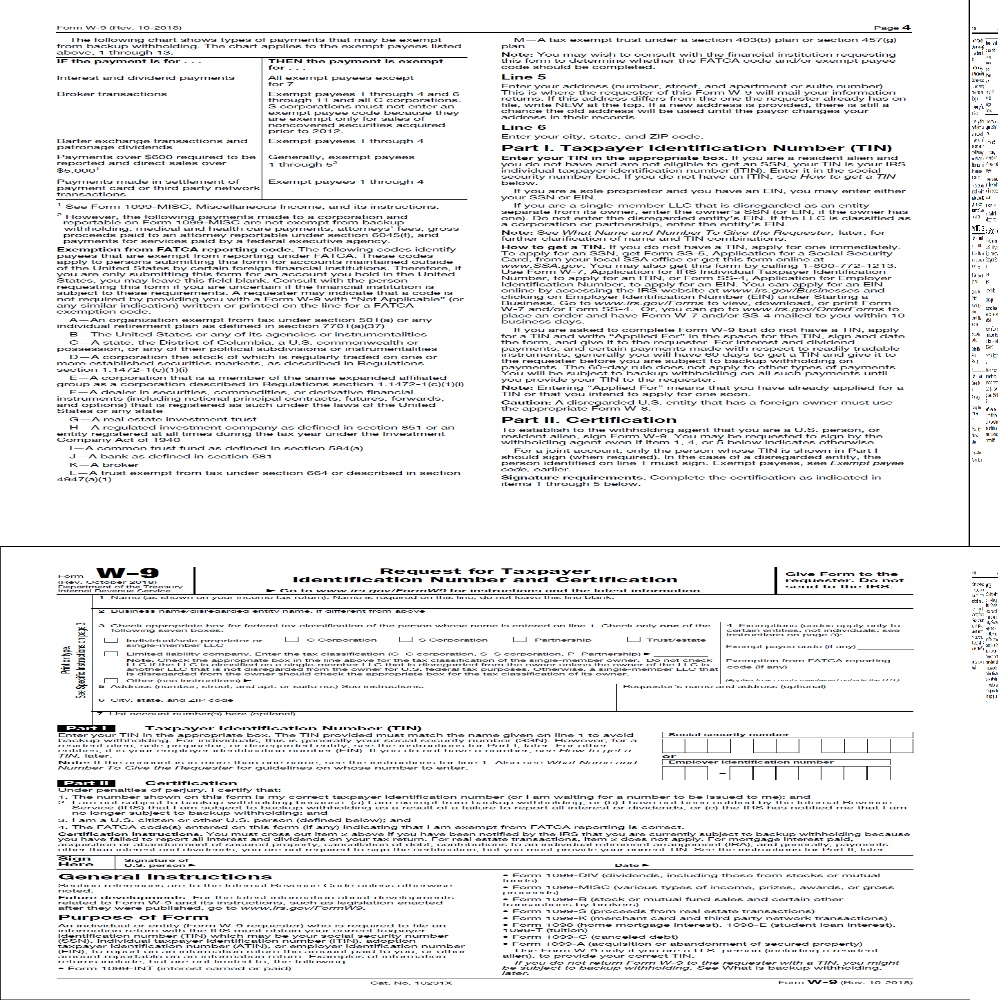 Form W-9 (Rev. 10-2018)
Page 4
The following chart shows types of payments that may be exempt
from backup withholding. The chart applies to the exempt payees listed
above, 1 through 13.
IF the payment is for . . .
THEN the payment is exempt
for . . .
Interest and dividend payments
All exempt payees except
for 7
Broker transactions
Exempt payees 1 through 4 and 6
through 11 and all C corporations.
S corporations must not enter an
exempt payee code because they
are exempt only for sales of
noncovered securities acquired
prior to 2012.
Barter exchange transactions and
patronage dividends
Exempt payees 1 through 4
Payments over $600 required to be
reported and direct sales over
$5,000¹
Generally, exempt payees
1 through 5²
Payments made in settlement of
payment card or third party network
transactions
Exempt payees 1 through 4
¹ See Form 1099-MISC, Miscellaneous Income, and its instructions.
² However, the following payments made to a corporation and
reportable on Form 1099-MISC are not exempt from backup
withholding: medical and health care payments, attorneys' fees, gross
proceeds paid to an attorney reportable under section 6045(f), and
payments for services paid by a federal executive agency.
Exemption from FATCA reporting code. The following codes identify
payees that are exempt from reporting under FATCA. These codes
apply to persons submitting this form for accounts maintained outside
of the United States by certain foreign financial institutions. Therefore, if
you are only submitting this form for an account you hold in the United
States, you may leave this field blank. Consult with the person
requesting this form if you are uncertain if the financial institution is
subject to these requirements. A requester may indicate that a code is
not required by providing you with a Form W-9 with "Not Applicable" (or
any similar indication) written or printed on the line for a FATCA
exemption code.
A—An organization exempt from tax under section 501(a) or any
individual retirement plan as defined in section 7701(a)(37)
B—The United States or any of its agencies or instrumentalities
C—A state, the District of Columbia, a U.S. commonwealth or
possession, or any of their political subdivisions or instrumentalities
D—A corporation the stock of which is regularly traded on one or
more established securities markets, as described in Regulations
section 1.1472-1(c)(1)(i)
E—A corporation that is a member of the same expanded affiliated
group as a corporation described in Regulations section 1.1472-1(c)(1)(i)
F—A dealer in securities, commodities, or derivative financial
instruments (including notional principal contracts, futures, forwards,
and options) that is registered as such under the laws of the United
States or any state
G—A real estate investment trust
H—A regulated investment company as defined in section 851 or an
entity registered at all times during the tax year under the Investment
Company Act of 1940
I—A common trust fund as defined in section 584(a)
J—A bank as defined in section 581
K—A broker
L—A trust exempt from tax under section 664 or described in section
4947(a)(1)
M—A tax exempt trust under a section 403(b) plan or section 457(g)
plan
Note: You may wish to consult with the financial institution requesting
this form to determine whether the FATCA code and/or exempt payee
code should be completed.
Line 5
Enter your address (number, street, and apartment or suite number).
This is where the requester of this Form W-9 will mail your information
returns. If this address differs from the one the requester already has on
file, write NEW at the top. If a new address is provided, there is still a
chance the old address will be used until the payor changes your
address in their records.
Line 6
Enter your city, state, and ZIP code.
Part I. Taxpayer Identification Number (TIN)
Enter your TIN in the appropriate box. If you are a resident alien and
you do not have and are not eligible to get an SSN, your TIN is your IRS
individual taxpayer identification number (ITIN). Enter it in the social
security number box. If you do not have an ITIN, see How to get a TIN
below.
If you are a sole proprietor and you have an EIN, you may enter either
your SSN or EIN.
If you are a single-member LLC that is disregarded as an entity
separate from its owner, enter the owner's SSN (or EIN, if the owner has
one). Do not enter the disregarded entity's EIN. If the LLC is classified as
a corporation or partnership, enter the entity's EIN.
Note: See What Name and Number To Give the Requester, later, for
further clarification of name and TIN combinations.
How to get a TIN. If you do not have a TIN, apply for one immediately.
To apply for an SSN, get Form SS-5, Application for a Social Security
Card, from your local SSA office or get this form online at
www.SSA.gov. You may also get this form by calling 1-800-772-1213.
Use Form W-7, Application for IRS Individual Taxpayer Identification
Number, to apply for an ITIN, or Form SS-4, Application for Employer
Identification Number, to apply for an EIN. You can apply for an EIN
online by accessing the IRS website at www.irs.gov/Businesses and
clicking on Employer Identification Number (EIN) under Starting a
Business. Go to www.irs.gov/Forms to view, download, or print Form
W-7 and/or Form SS-4. Or, you can go to www.irs.gov/OrderForms to
place an order and have Form W-7 and/or SS-4 mailed to you within 10
business days.
If you are asked to complete Form W-9 but do not have a TIN, apply
for a TIN and write "Applied For" in the space for the TIN, sign and date
the form, and give it to the requester. For interest and dividend
payments, and certain payments made with respect to readily tradable
instruments, generally you will have 60 days to get a TIN and give it to
the requester before you are subject to backup withholding on
payments. The 60-day rule does not apply to other types of payments.
You will be subject to backup withholding on all such payments until
you provide your TIN to the requester.
Note: Entering "Applied For" means that you have already applied for a
TIN or that you intend to apply for one soon.
Caution: A disregarded U.S. entity that has a foreign owner must use
the appropriate Form W-8.
Part II. Certification
To establish to the withholding agent that you are a U.S. person, or
resident alien, sign Form W-9. You may be requested to sign by the
withholding agent even if item 1, 4, or 5 below indicates otherwise.
For a joint account, only the person whose TIN is shown in Part I
should sign (when required). In the case of a disregarded entity, the
person identified on line 1 must sign. Exempt payees, see Exempt payee
code, earlier.
Signature requirements. Complete the certification as indicated in
items 1 through 5 below.
Form W-9
(Rev. October 2018)
Department of the Treasury
Internal Revenue Service
Request for Taxpayer
Identification Number and Certification
► Go to www.irs.gov/FormW9 for instructions and the latest information.
Give Form to the
requester. Do not
send to the IRS.
Print or type.
See Specific Instructions on page 3.
1 Name (as shown on your income tax return). Name is required on this line; do not leave this line blank.
2 Business name/disregarded entity name, if different from above
3 Check appropriate box for federal tax classification of the person whose name is entered on line 1. Check only one of the
following seven boxes.
Individual/sole proprietor or
single-member LLC
C Corporation
S Corporation
Partnership
Trust/estate
Limited liability company. Enter the tax classification (C=C corporation, S=S corporation, P=Partnership) ►
Note: Check the appropriate box in the line above for the tax classification of the single-member owner. Do not check
LLC if the LLC is classified as a single-member LLC that is disregarded from the owner unless the owner of the LLC is
another LLC that is not disregarded from the owner for U.S. federal tax purposes. Otherwise, a single-member LLC that
is disregarded from the owner should check the appropriate box for the tax classification of its owner.
Other (see instructions) ►
4 Exemptions (codes apply only to
certain entities, not individuals; see
instructions on page 3):
Exempt payee code (if any)
Exemption from FATCA reporting
code (if any)
5 Address (number, street, and apt. or suite no.) See instructions.
Requester's name and address (optional)
6 City, state, and ZIP code
7 List account number(s) here (optional)
Part I
Taxpayer Identification Number (TIN)
Enter your TIN in the appropriate box. The TIN provided must match the name given on line 1 to avoid
backup withholding. For individuals, this is generally your social security number (SSN). However, for a
resident alien, sole proprietor, or disregarded entity, see the instructions for Part I, later. For other
entities, it is your employer identification number (EIN). If you do not have a number, see How to get a
TIN, later.
Note: If the account is in more than one name, see the instructions for line 1. Also see What Name and
Number To Give the Requester for guidelines on whose number to enter.
Social security number
or
Employer identification number
–
Part II
Certification
Under penalties of perjury, I certify that:
1. The number shown on this form is my correct taxpayer identification number (or I am waiting for a number to be issued to me); and
2. I am not subject to backup withholding because: (a) I am exempt from backup withholding, or (b) I have not been notified by the Internal Revenue
Service (IRS) that I am subject to backup withholding as a result of a failure to report all interest or dividends, or (c) the IRS has notified me that I am
no longer subject to backup withholding; and
3. I am a U.S. citizen or other U.S. person (defined below); and
4. The FATCA code(s) entered on this form (if any) indicating that I am exempt from FATCA reporting is correct.
Certification instructions. You must cross out item 2 above if you have been notified by the IRS that you are currently subject to backup withholding because
you have failed to report all interest and dividends on your tax return. For real estate transactions, item 2 does not apply. For mortgage interest paid,
acquisition or abandonment of secured property, cancellation of debt, contributions to an individual retirement arrangement (IRA), and generally, payments
other than interest and dividends, you are not required to sign the certification, but you must provide your correct TIN. See the instructions for Part II, later.
Sign
Here
Signature of
U.S. person ►
Date ►
General Instructions
Section references are to the Internal Revenue Code unless otherwise
noted.
Future developments. For the latest information about developments
related to Form W-9 and its instructions, such as legislation enacted
after they were published, go to www.irs.gov/FormW9.
Purpose of Form
An individual or entity (Form W-9 requester) who is required to file an
information return with the IRS must obtain your correct taxpayer
identification number (TIN) which may be your social security number
(SSN), individual taxpayer identification number (ITIN), adoption
taxpayer identification number (ATIN), or employer identification number
(EIN), to report on an information return the amount paid to you, or other
amount reportable on an information return. Examples of information
returns include, but are not limited to, the following.
• Form 1099-INT (interest earned or paid)
• Form 1099-DIV (dividends, including those from stocks or mutual
funds)
• Form 1099-MISC (various types of income, prizes, awards, or gross
proceeds)
• Form 1099-B (stock or mutual fund sales and certain other
transactions by brokers)
• Form 1099-S (proceeds from real estate transactions)
• Form 1099-K (merchant card and third party network transactions)
• Form 1098 (home mortgage interest), 1098-E (student loan interest),
1098-T (tuition)
• Form 1099-C (canceled debt)
• Form 1099-A (acquisition or abandonment of secured property)
Use Form W-9 only if you are a U.S. person (including a resident
alien), to provide your correct TIN.
If you do not return Form W-9 to the requester with a TIN, you might
be subject to backup withholding. See What is backup withholding,
later.
Cat. No. 10231X
Form W-9 (Rev. 10-2018)